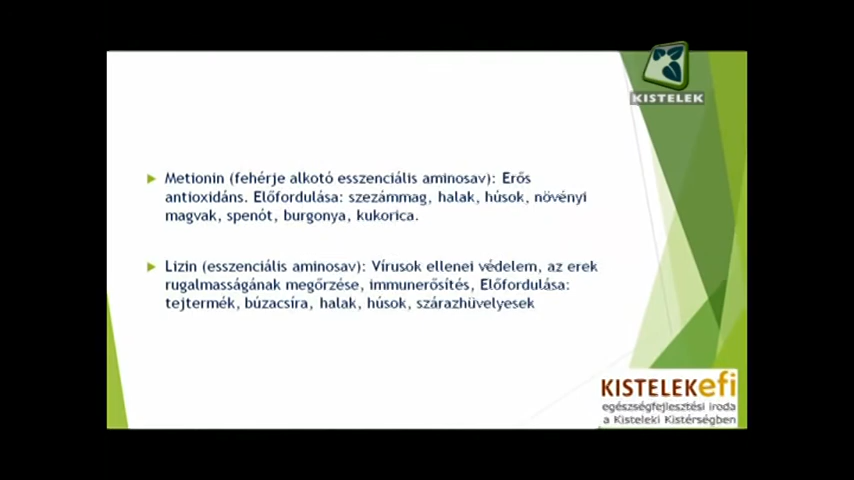 KISTELEK
Metionin (fehérje alkotó esszenciális aminosav): Erős
antioxidáns. Előfordulása: szezámmag, halak, húsok, növényi
magvak, spenót, burgonya, kukorica.
Lizin (esszenciális aminosav): Vírusok ellenei védelem, az erek
rugalmasságának megőrzése, immunerősítés, Előfordulása:
tejtermék, búzacsíra, halak, húsok, szárazhüvelyesek
KISTELEKefi
egészségfejlesztési iroda
a Kisteleki Kistérségben